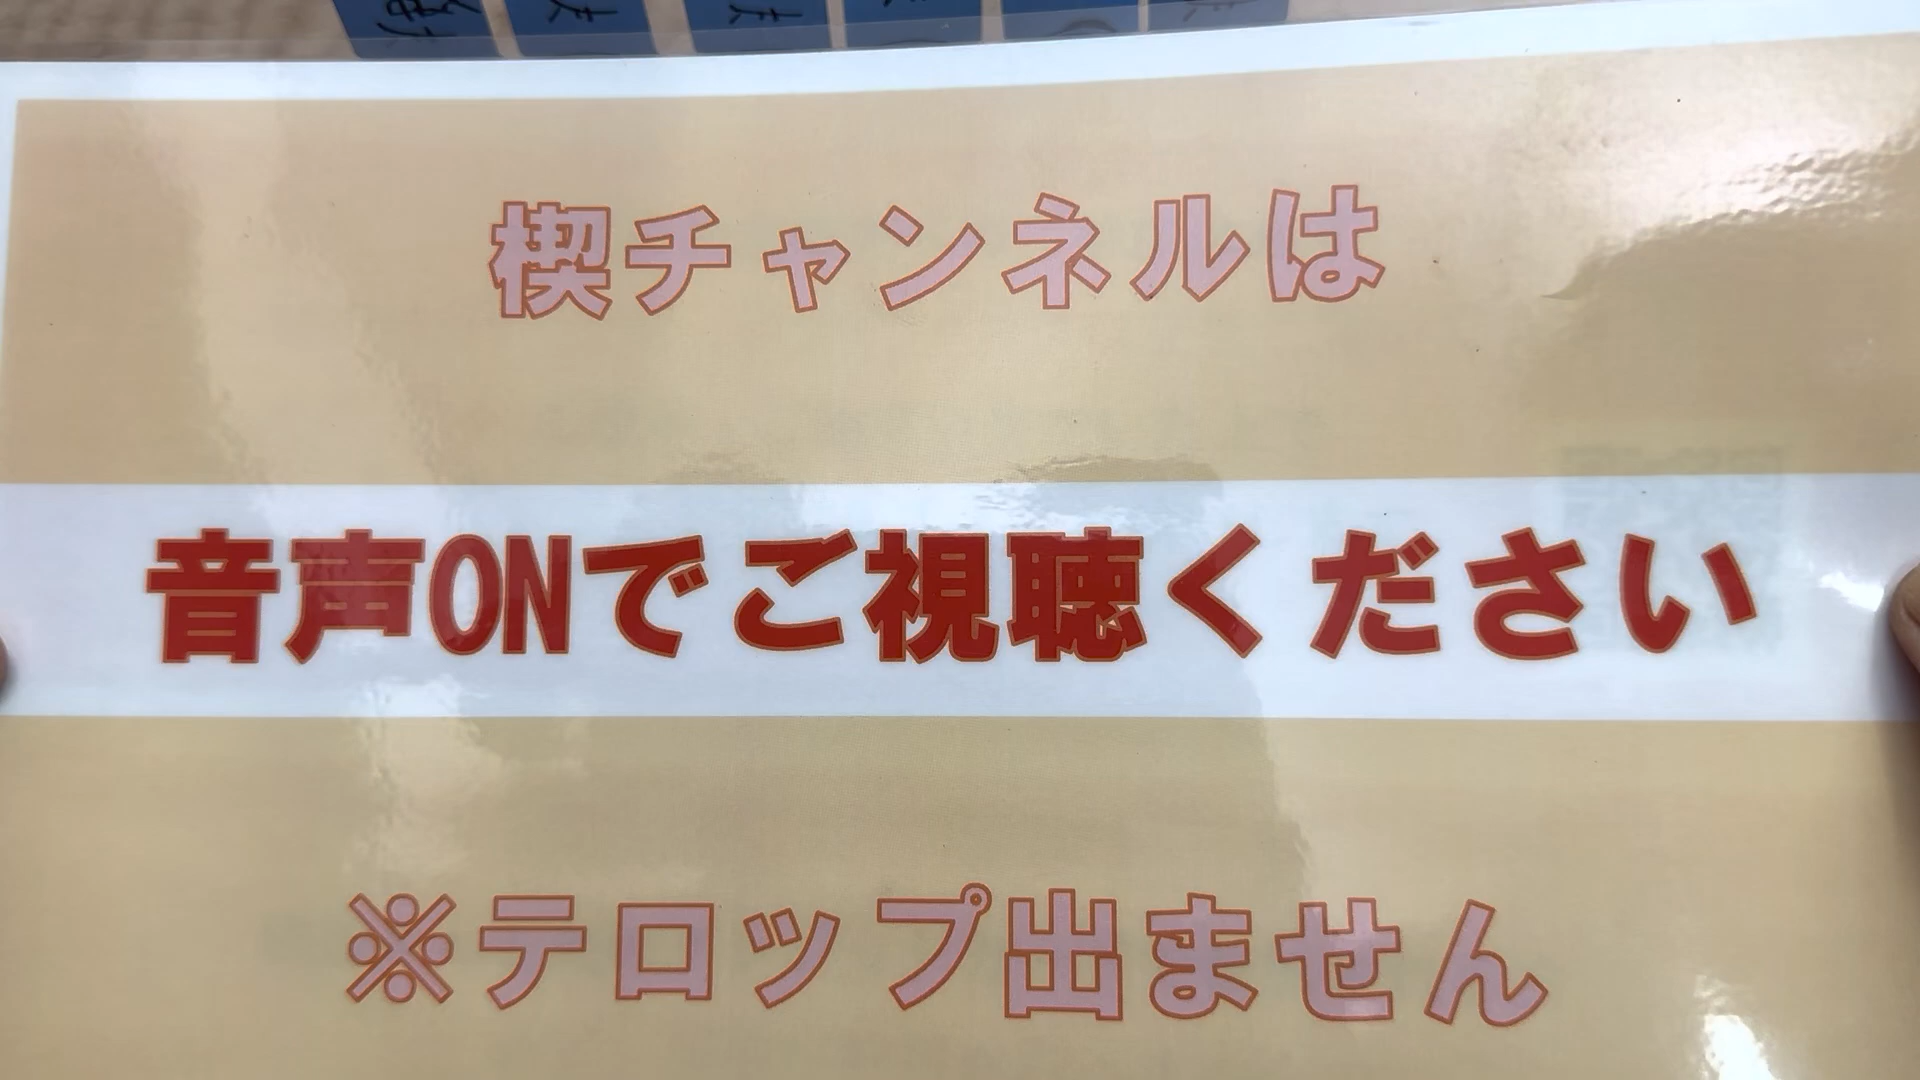 楔チャンネルは
音声ONでご視聴ください
※テロップ出ません